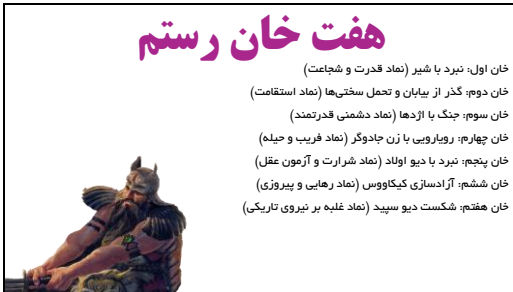 هفت خان رستم
خان اول: نبرد با شیر (نماد قدرت و شجاعت)
خان دوم: گذر از بیابان و تحمل سختی‌ها (نماد استقامت)
خان سوم: جنگ با اژدها (نماد دشمنی قدرتمند)
خان چهارم: رویارویی با زن جادوگر (نماد فریب و حیله)
خان پنجم: نبرد با دیو اولاد (نماد شرارت و آزمون عقل)
خان ششم: آزادسازی کیکاووس (نماد رهایی و پیروزی)
خان هفتم: شکست دیو سپید (نماد غلبه بر نیروی تاریکی)